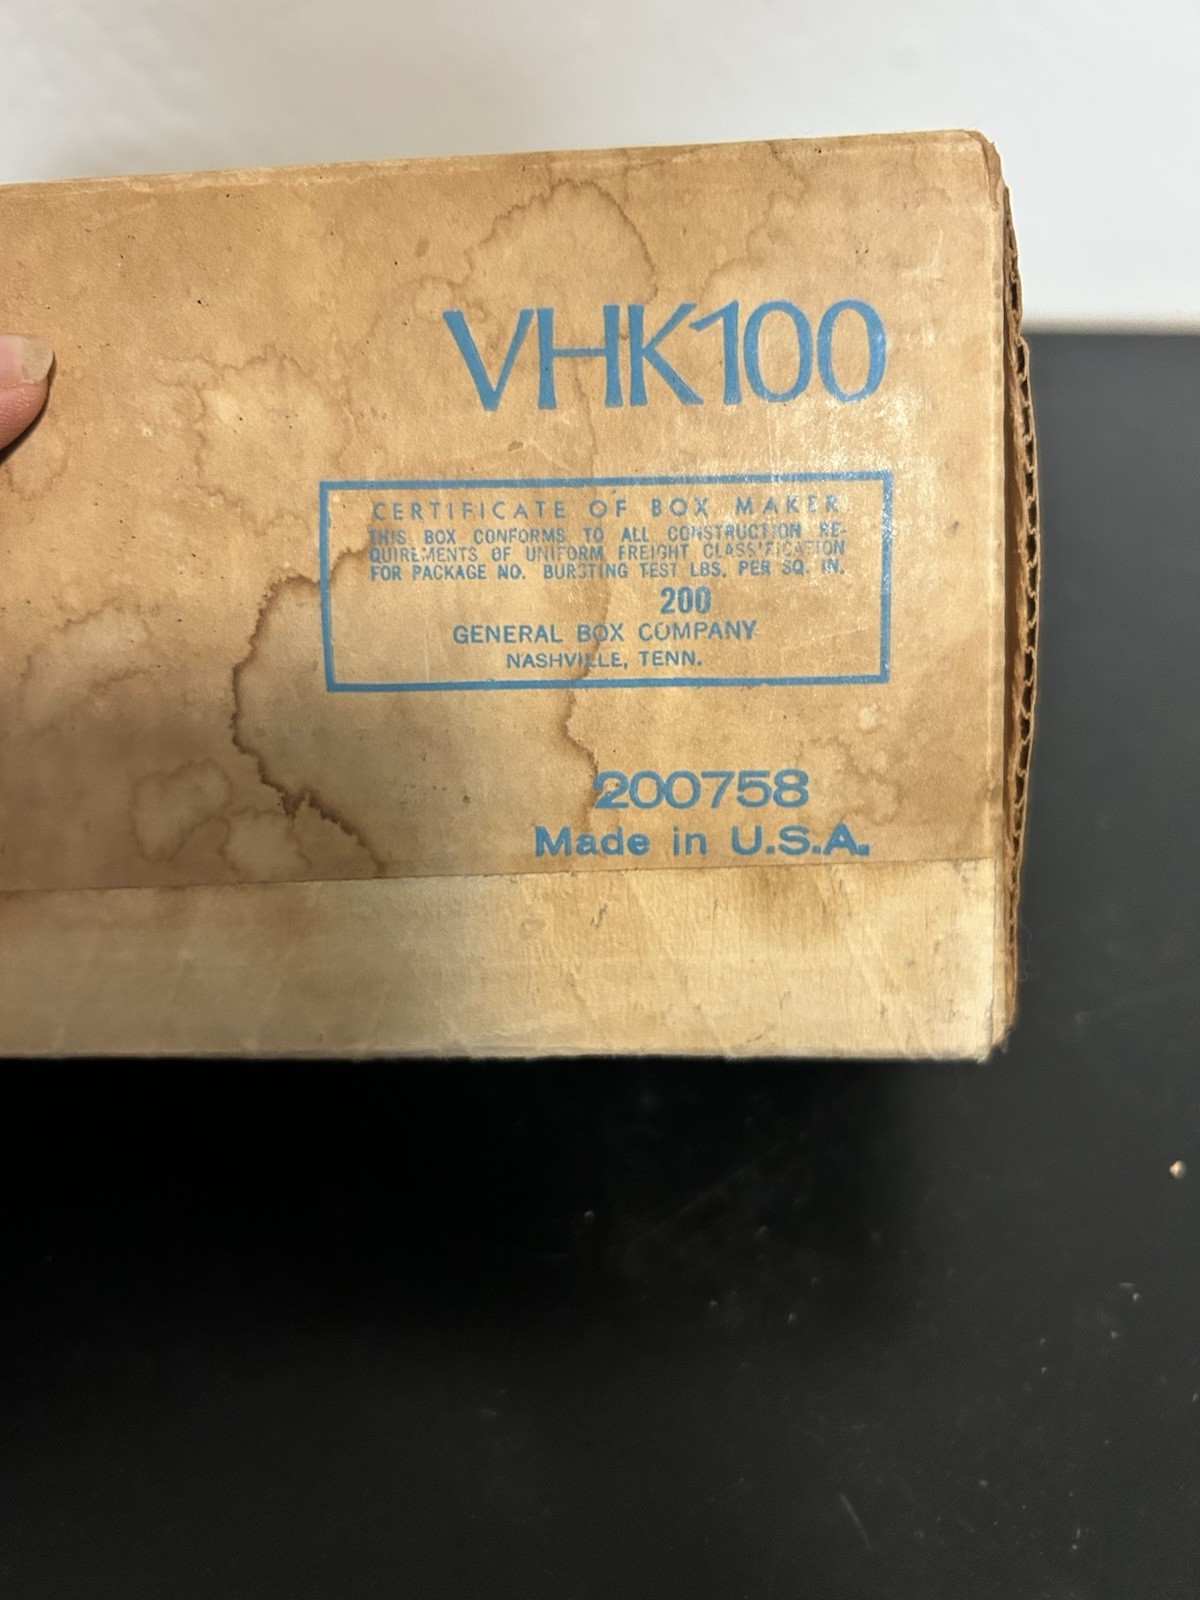 VHK100
CERTIFICATE OF BOX MAKER
THIS BOX CONFORMS TO ALL CONSTRUCTION RE-
QUIREMENTS OF UNIFORM FREIGHT CLASSIFICATION
FOR PACKAGE NO. BURSTING TEST LBS. PER SQ. IN.
200
GENERAL BOX COMPANY
NASHVILLE, TENN.
200758
Made in U.S.A.